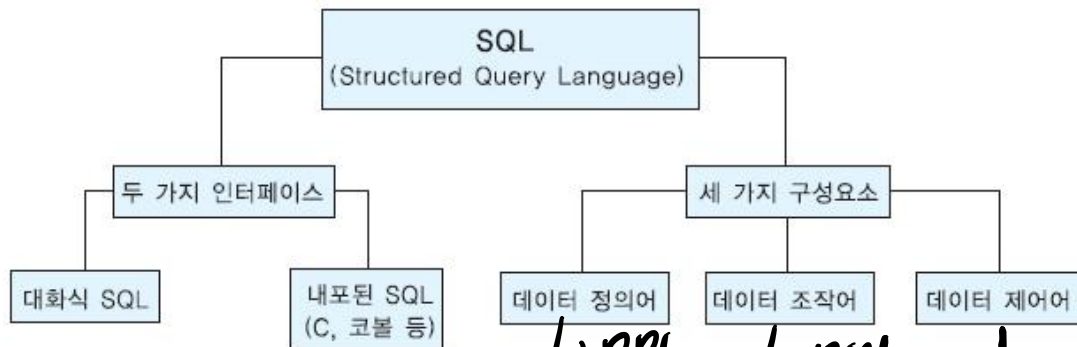 SQL
(Structured Query Language)
두 가지 인터페이스
세 가지 구성요소
대화식 SQL
내포된 SQL
(C, 코볼 등)
데이터 정의어
데이터 조작어
데이터 제어어